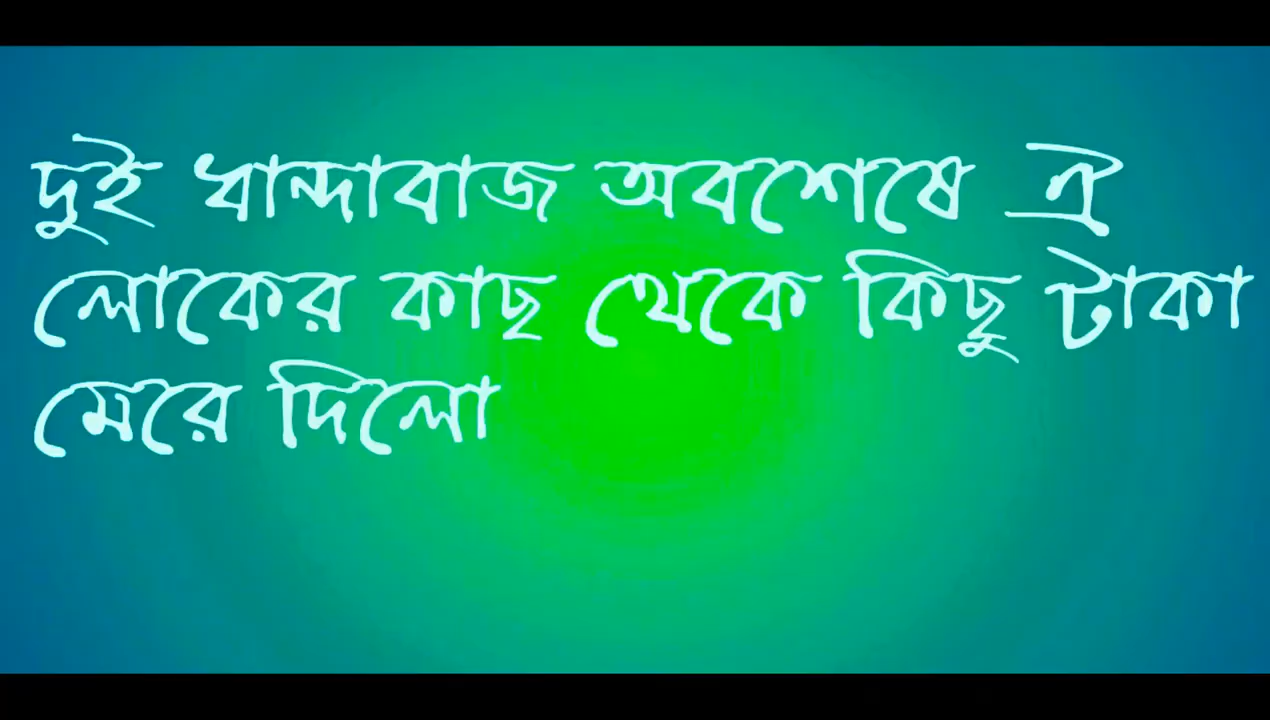 দুই ধান্দাবাজ অবশেষে ঐ
লোকের কাছ থেকে কিছু টাকা
মেরে দিলো